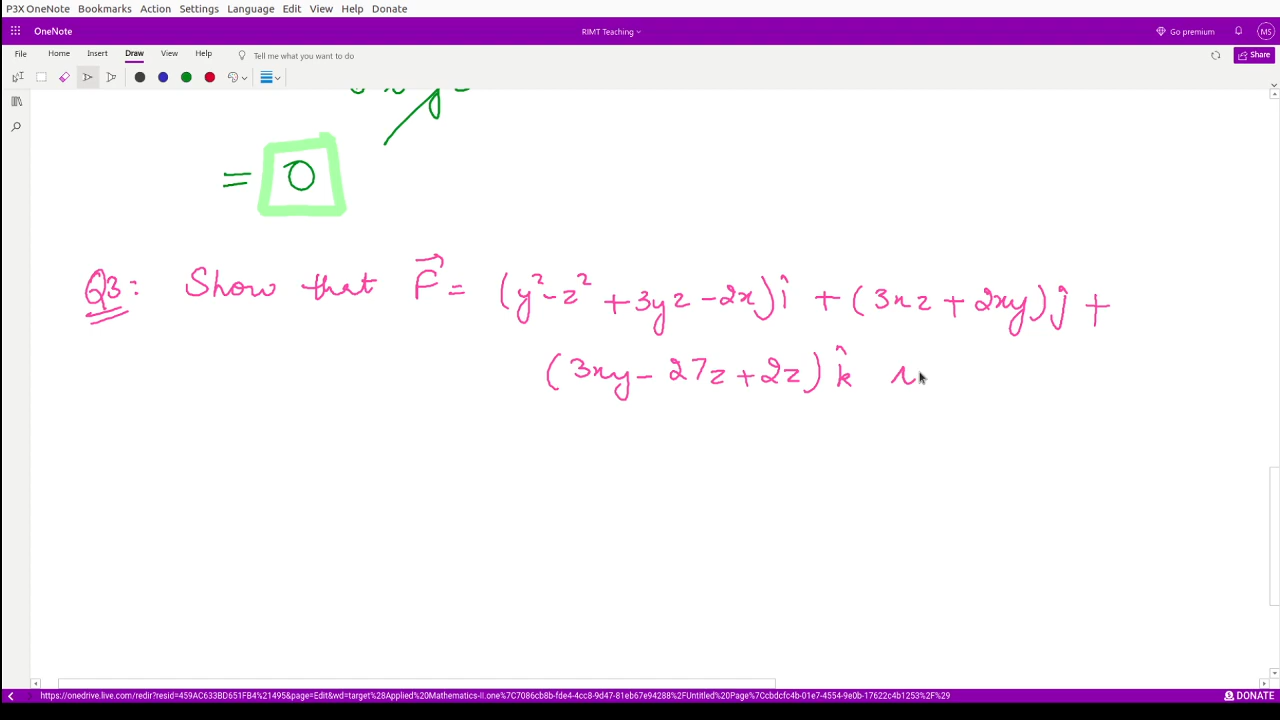 P3X OneNote Bookmarks Action Settings Language Edit View Help Donate
OneNote RIMT Teaching Go premium MS
File Home Insert Draw View Help Tell me what you want to do Share
= 0
Q3: Show that F⃗ = (y² - z² + 3yz - 2x)î + (3xz + 2xy)ĵ +
(3xy - 27z + 2z) k̂
https://onedrive.live.com/redir?resid=459AC633BD651FB4%21495&page=Edit&wd=target%28Applied%20Mathematics-II.one%7C7086cb8b-fde4-4cc8-9d47-81eb67e94288%2FUntitled%20Page%7Ccbdcfc4b-01e7-4554-9e0b-17622c4b1253%2F%29 DONATE